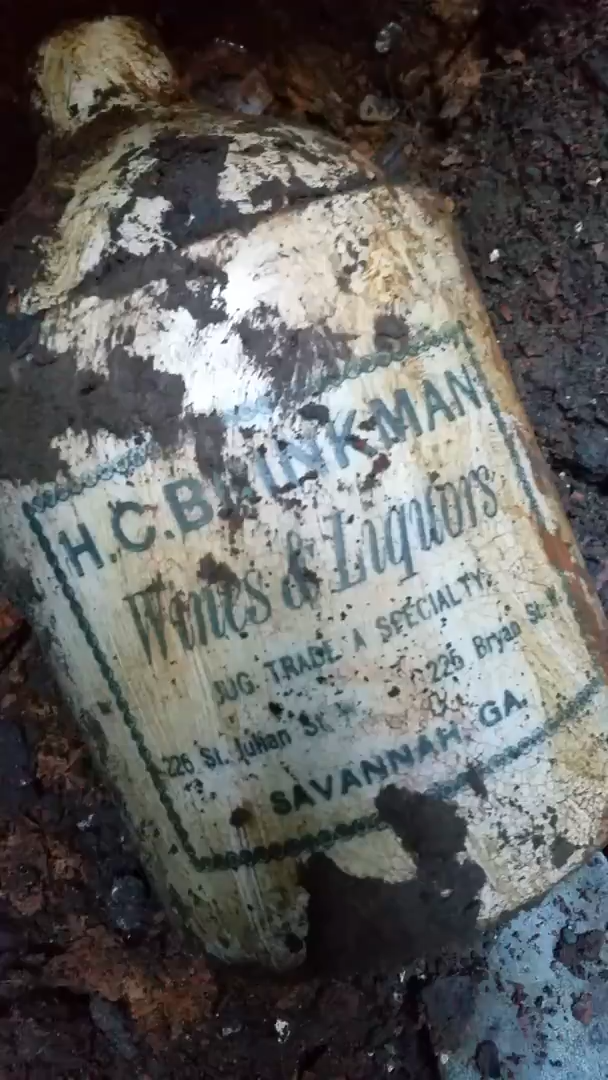 H.C. BRINKMAN
Wines & Liquors
JUG TRADE A SPECIALTY.
226 St. Julian St. W. 226 Bryan St. W
SAVANNAH, GA.